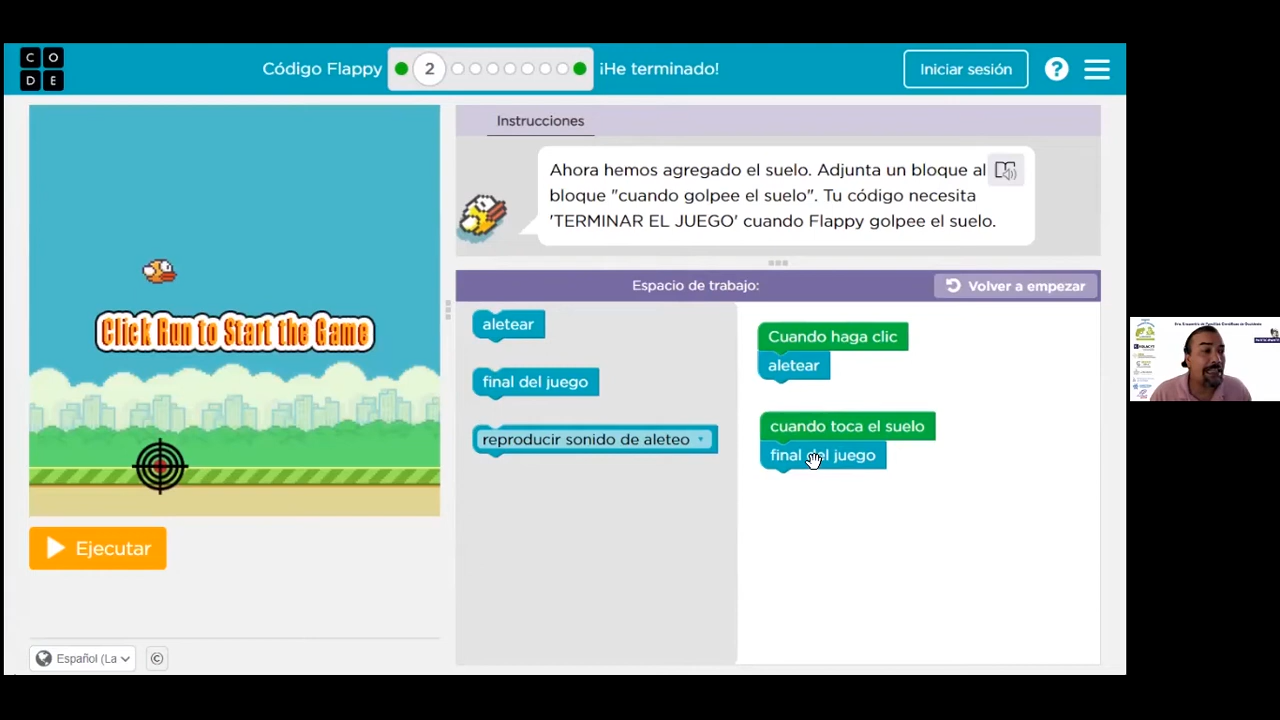 C O
D E
Código Flappy
2
¡He terminado!
Iniciar sesión
?
Instrucciones
Ahora hemos agregado el suelo. Adjunta un bloque al
bloque "cuando golpee el suelo". Tu código necesita
'TERMINAR EL JUEGO' cuando Flappy golpee el suelo.
Espacio de trabajo:
Volver a empezar
Click Run to Start the Game
aletear
final del juego
reproducir sonido de aleteo
Cuando haga clic
aletear
cuando toca el suelo
final del juego
Ejecutar
Español (La
©